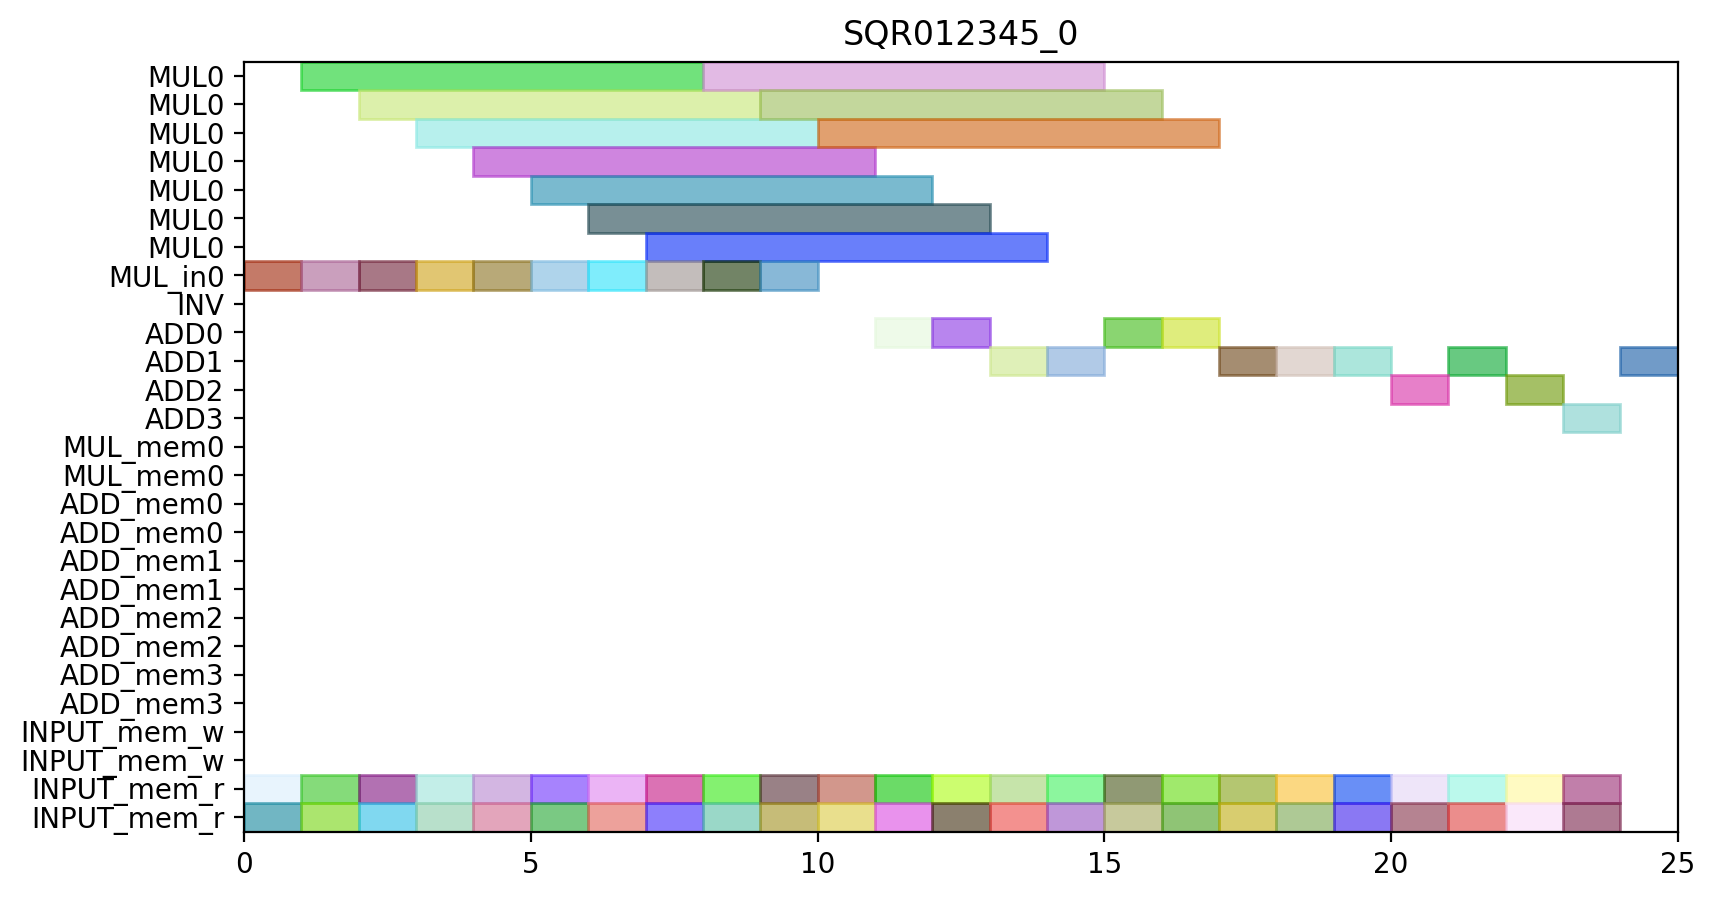 SQR012345_0
MUL0
MUL0
MUL0
MUL0
MUL0
MUL0
MUL0
MUL_in0
INV
ADD0
ADD1
ADD2
ADD3
MUL_mem0
MUL_mem0
ADD_mem0
ADD_mem0
ADD_mem1
ADD_mem1
ADD_mem2
ADD_mem2
ADD_mem3
ADD_mem3
INPUT_mem_w
INPUT_mem_w
INPUT_mem_r
INPUT_mem_r
0 5 10 15 20 25